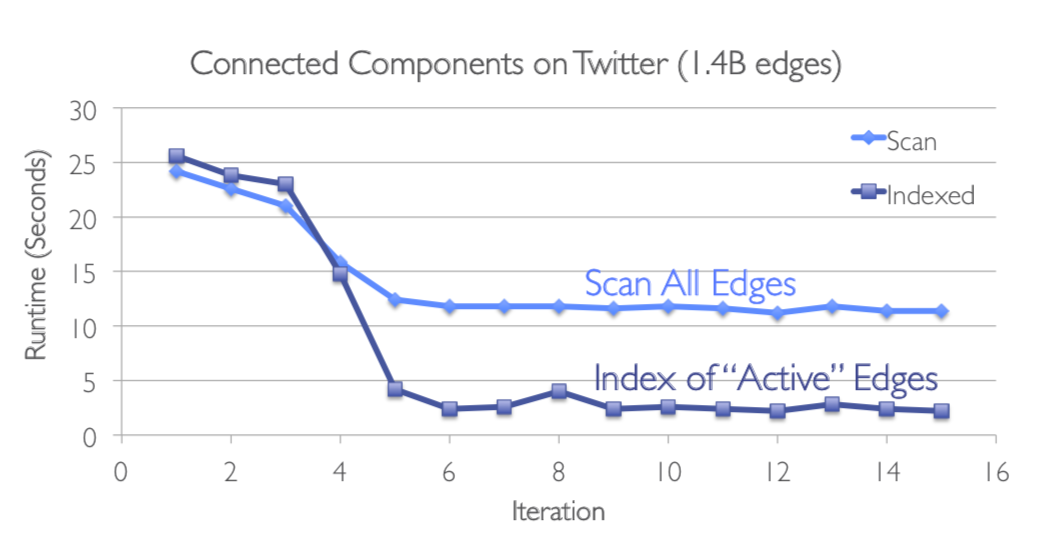 Connected Components on Twitter (1.4B edges)
30
25
20
15
10
5
0
Runtime (Seconds)
Scan
Indexed
Scan All Edges
Index of “Active” Edges
0 2 4 6 8 10 12 14 16
Iteration